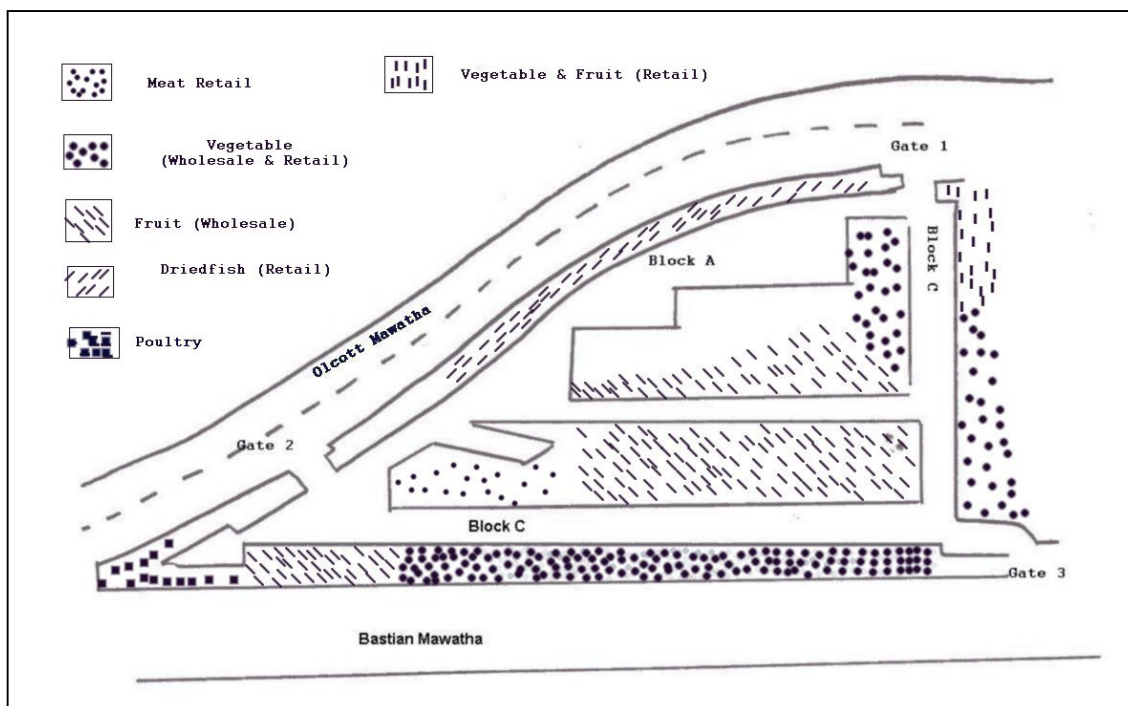 Meat Retail
Vegetable & Fruit (Retail)
Vegetable
(Wholesale & Retail)
Fruit (Wholesale)
Driedfish (Retail)
Poultry
Gate 1
Block A
Block C
Olcott Mawatha
Gate 2
Block C
Gate 3
Bastian Mawatha